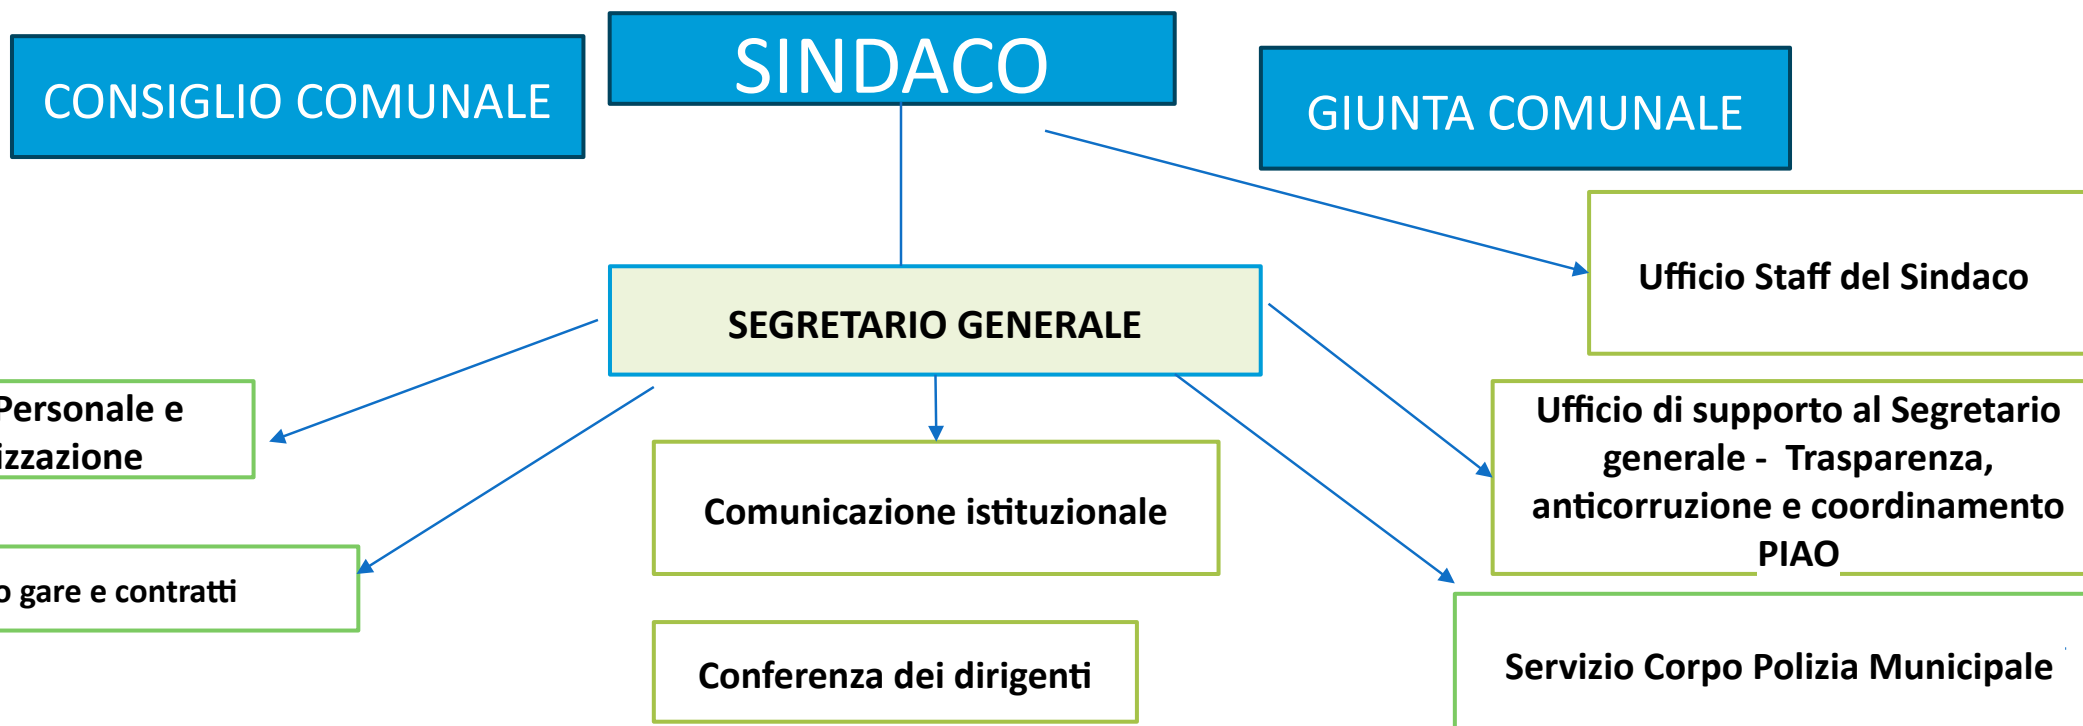 SINDACO
CONSIGLIO COMUNALE
GIUNTA COMUNALE
Ufficio Staff del Sindaco
SEGRETARIO GENERALE
Personale e
izzazione
Ufficio di supporto al Segretario
generale - Trasparenza,
anticorruzione e coordinamento
PIAO
Comunicazione istituzionale
o gare e contratti
Conferenza dei dirigenti
Servizio Corpo Polizia Municipale